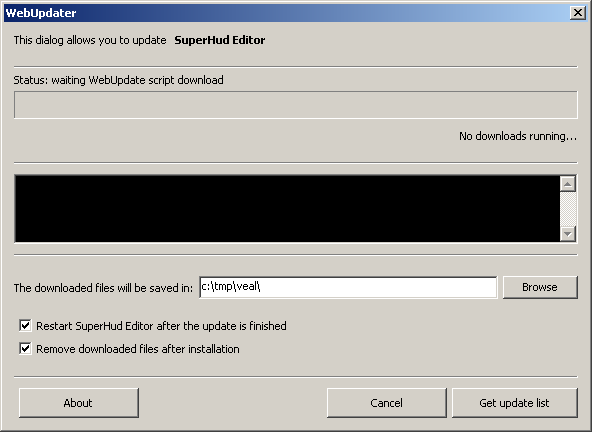 WebUpdater
This dialog allows you to update SuperHud Editor
Status: waiting WebUpdate script download
No downloads running...
The downloaded files will be saved in: c:\tmp\veal\ Browse
Restart SuperHud Editor after the update is finished
Remove downloaded files after installation
About Cancel Get update list